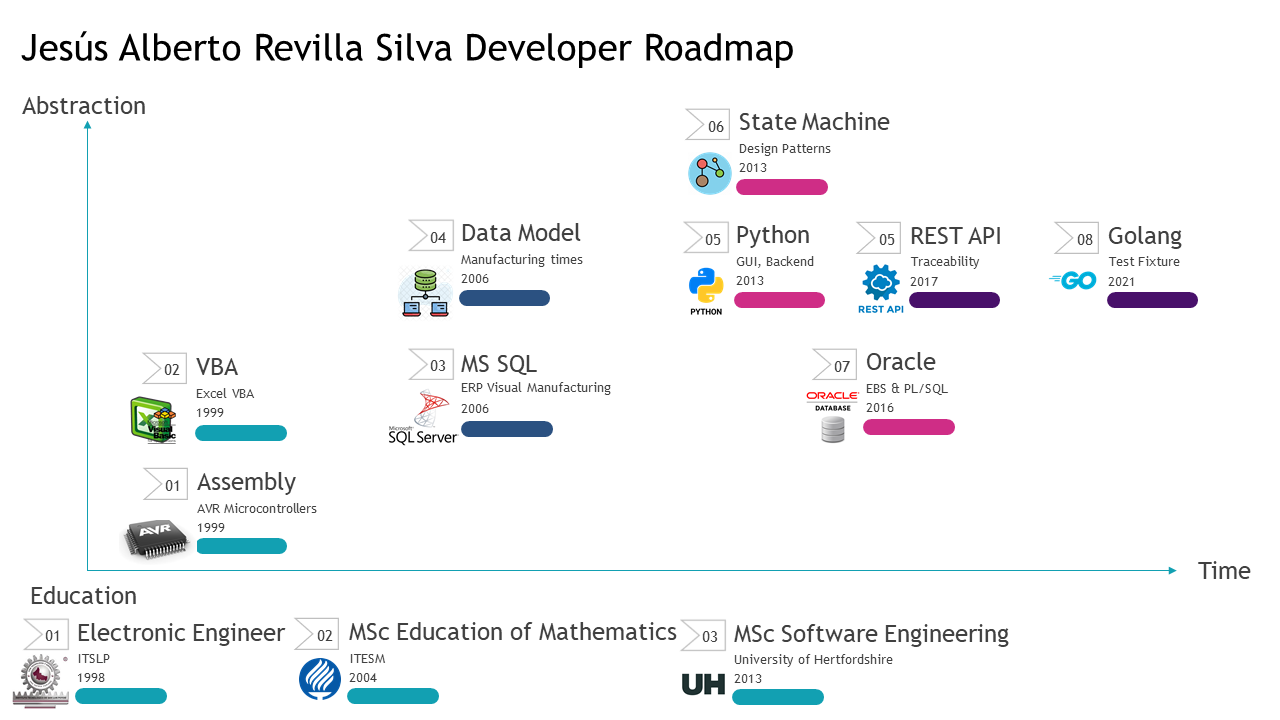 Jesús Alberto Revilla Silva Developer Roadmap
Abstraction
06
State Machine
Design Patterns
2013
04
Data Model
Manufacturing times
2006
05
Python
GUI, Backend
2013
PYTHON
05
REST API
Traceability
2017
REST API
08
Golang
Test Fixture
2021
GO
02
VBA
Excel VBA
1999
Visual
Basic
03
MS SQL
ERP Visual Manufacturing
2006
Microsoft
SQL Server
07
Oracle
EBS & PL/SQL
2016
ORACLE
DATABASE
01
Assembly
AVR Microcontrollers
1999
AVR
Time
Education
01
Electronic Engineer
ITSLP
1998
02
MSc Education of Mathematics
ITESM
2004
03
MSc Software Engineering
University of Hertfordshire
2013
UH